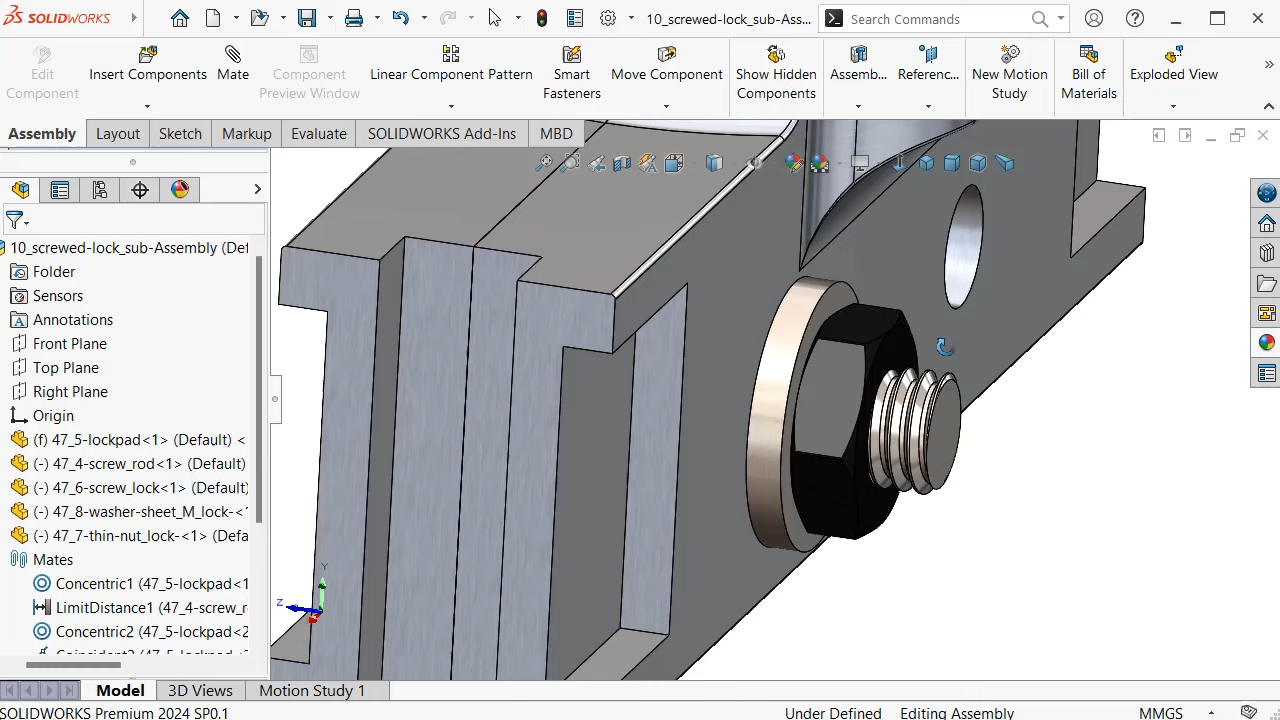 SOLIDWORKS
10_screwed-lock_sub-Ass...
Search Commands
Edit Component
Insert Components
Mate
Component Preview Window
Linear Component Pattern
Smart Fasteners
Move Component
Show Hidden Components
Assemb...
Referenc...
New Motion Study
Bill of Materials
Exploded View
Assembly
Layout
Sketch
Markup
Evaluate
SOLIDWORKS Add-Ins
MBD
10_screwed-lock_sub-Assembly (Def
Folder
Sensors
Annotations
Front Plane
Top Plane
Right Plane
Origin
(f) 47_5-lockpad<1> (Default) <
(-) 47_4-screw_rod<1> (Default)
(-) 47_6-screw_lock<1> (Default)
(-) 47_8-washer-sheet_M_lock-<1
(-) 47_7-thin-nut_lock-<1> (Defa
Mates
Concentric1 (47_5-lockpad<1
LimitDistance1 (47_4-screw_r
Concentric2 (47_5-lockpad<2
Y
Z
Model
3D Views
Motion Study 1
SOLIDWORKS Premium 2024 SP0.1
Under Defined
Editing Assembly
MMGS